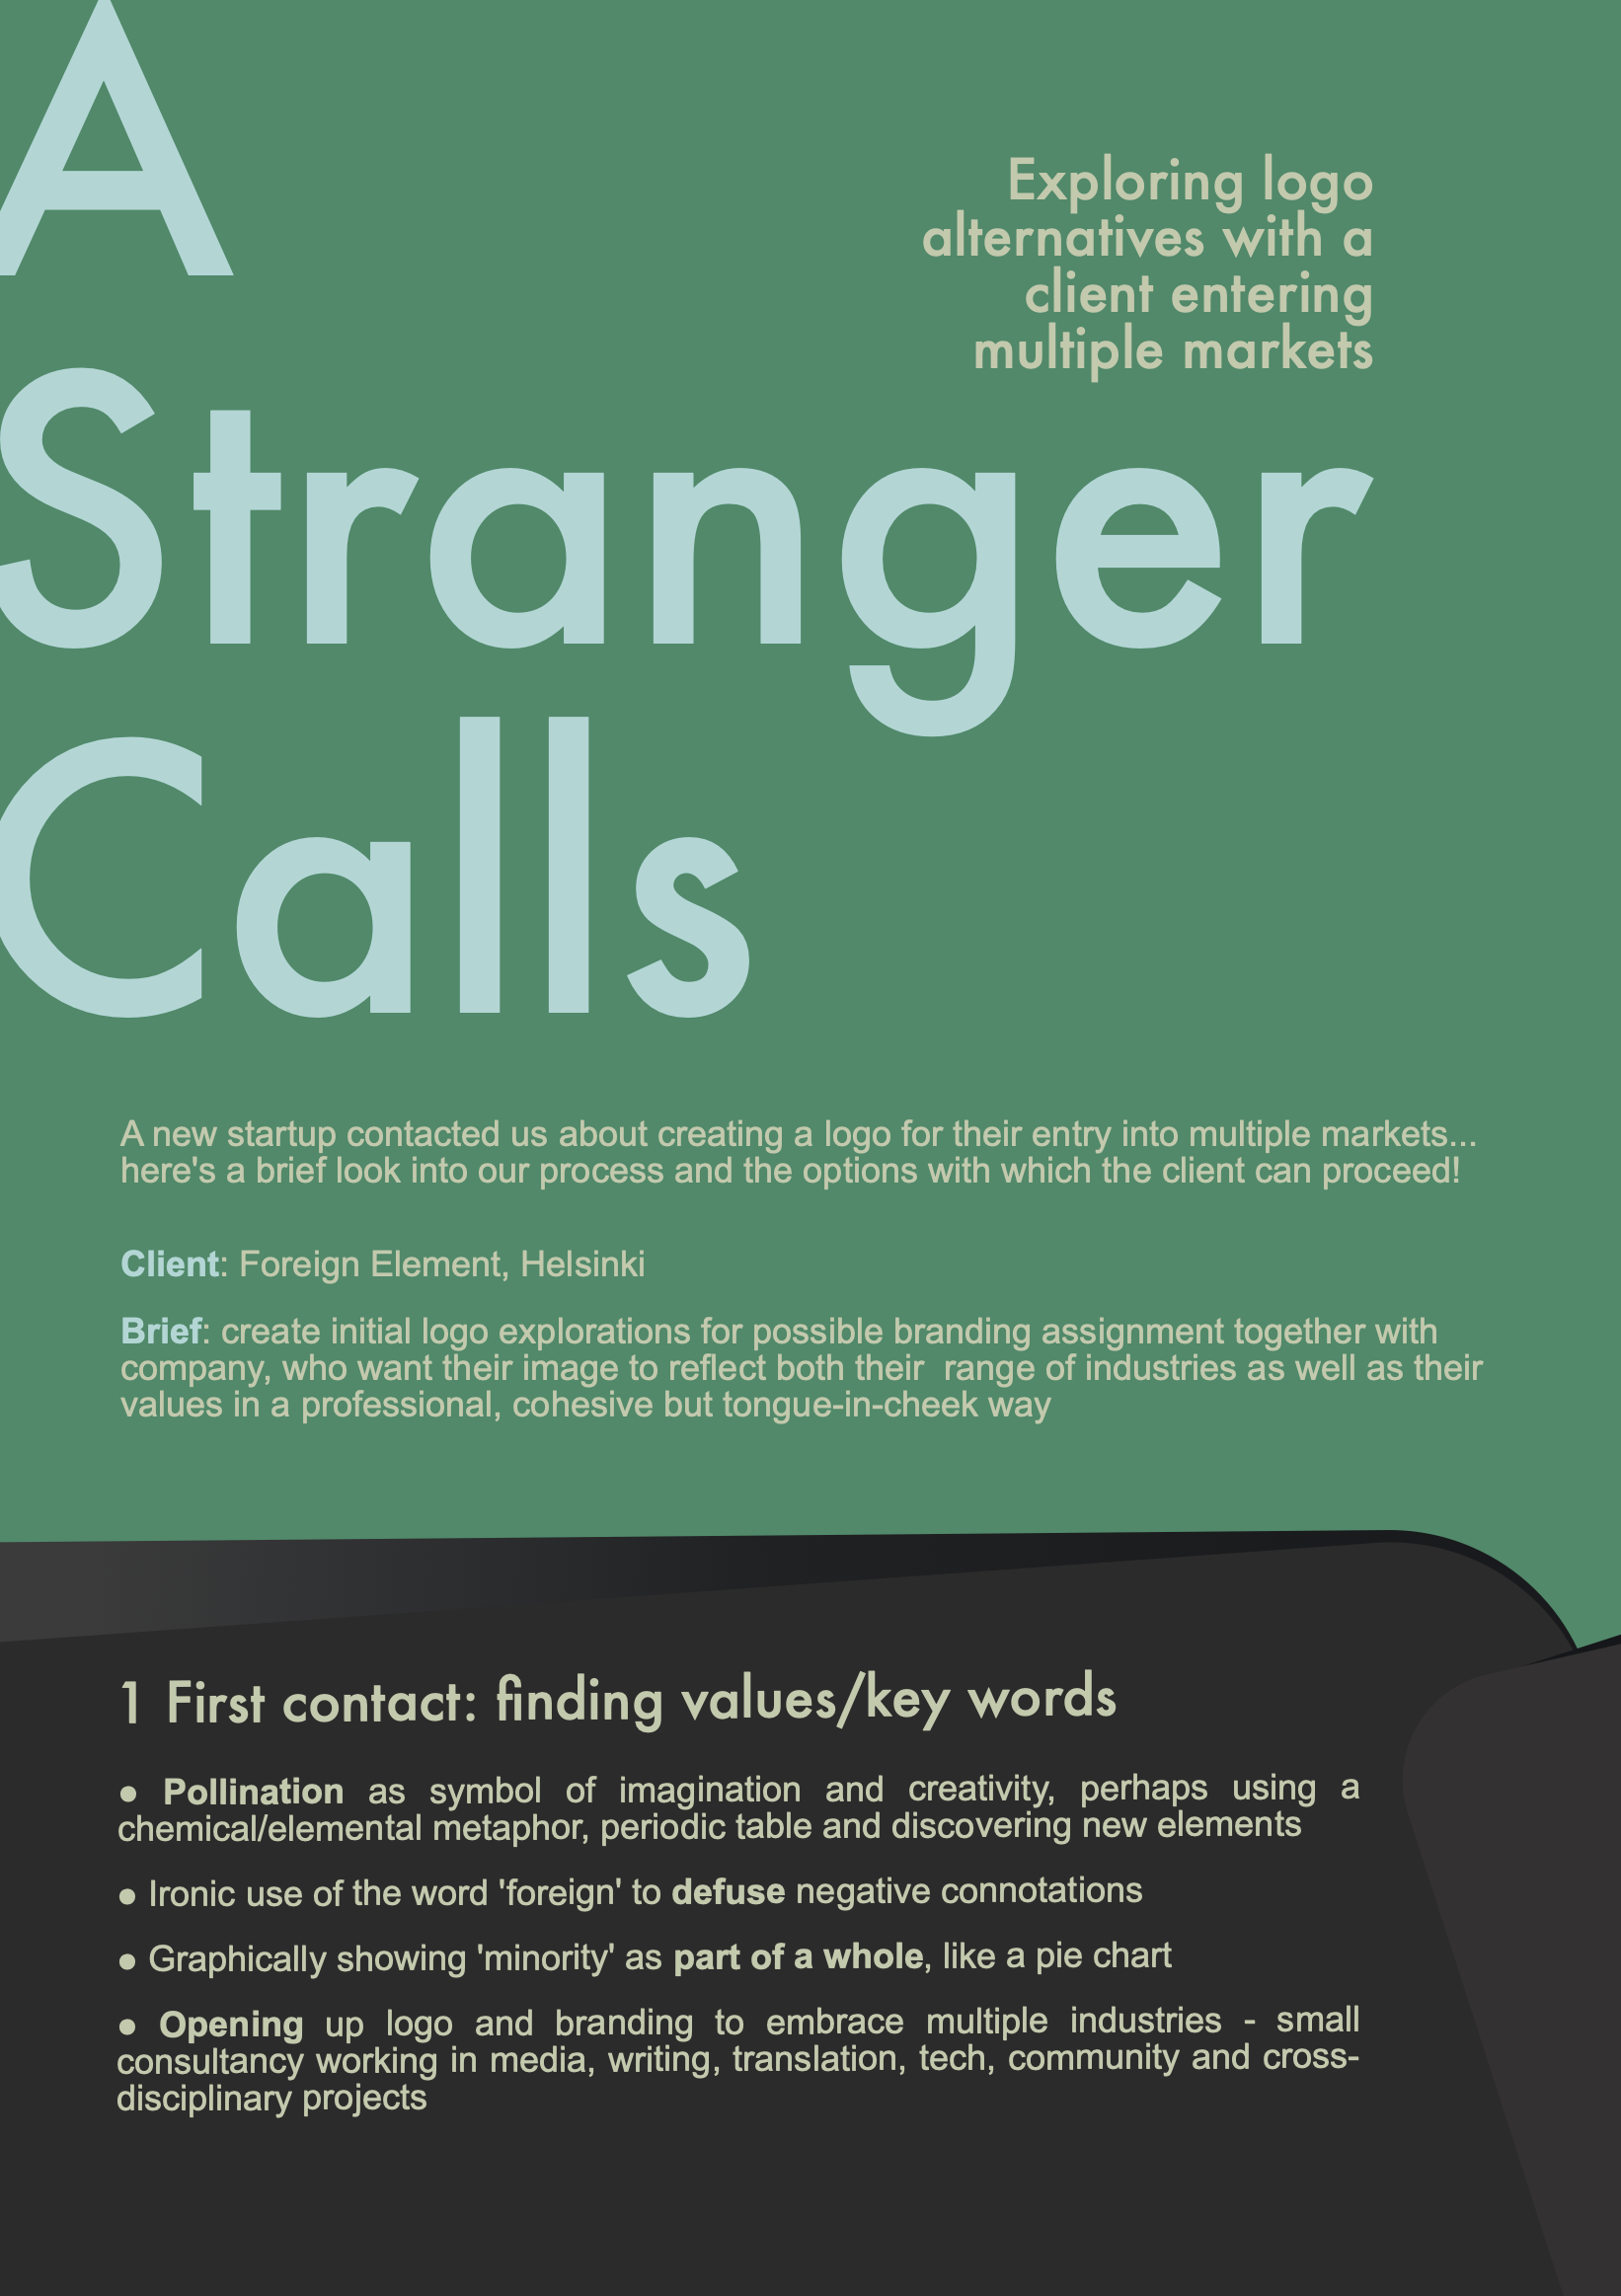 A
Exploring logo
alternatives with a
client entering
multiple markets
Stranger
Calls
A new startup contacted us about creating a logo for their entry into multiple markets...
here's a brief look into our process and the options with which the client can proceed!
Client: Foreign Element, Helsinki
Brief: create initial logo explorations for possible branding assignment together with
company, who want their image to reflect both their  range of industries as well as their
values in a professional, cohesive but tongue-in-cheek way
1 First contact: finding values/key words
● Pollination as symbol of imagination and creativity, perhaps using a
chemical/elemental metaphor, periodic table and discovering new elements
● Ironic use of the word 'foreign' to defuse negative connotations
● Graphically showing 'minority' as part of a whole, like a pie chart
● Opening up logo and branding to embrace multiple industries - small
consultancy working in media, writing, translation, tech, community and cross-
disciplinary projects